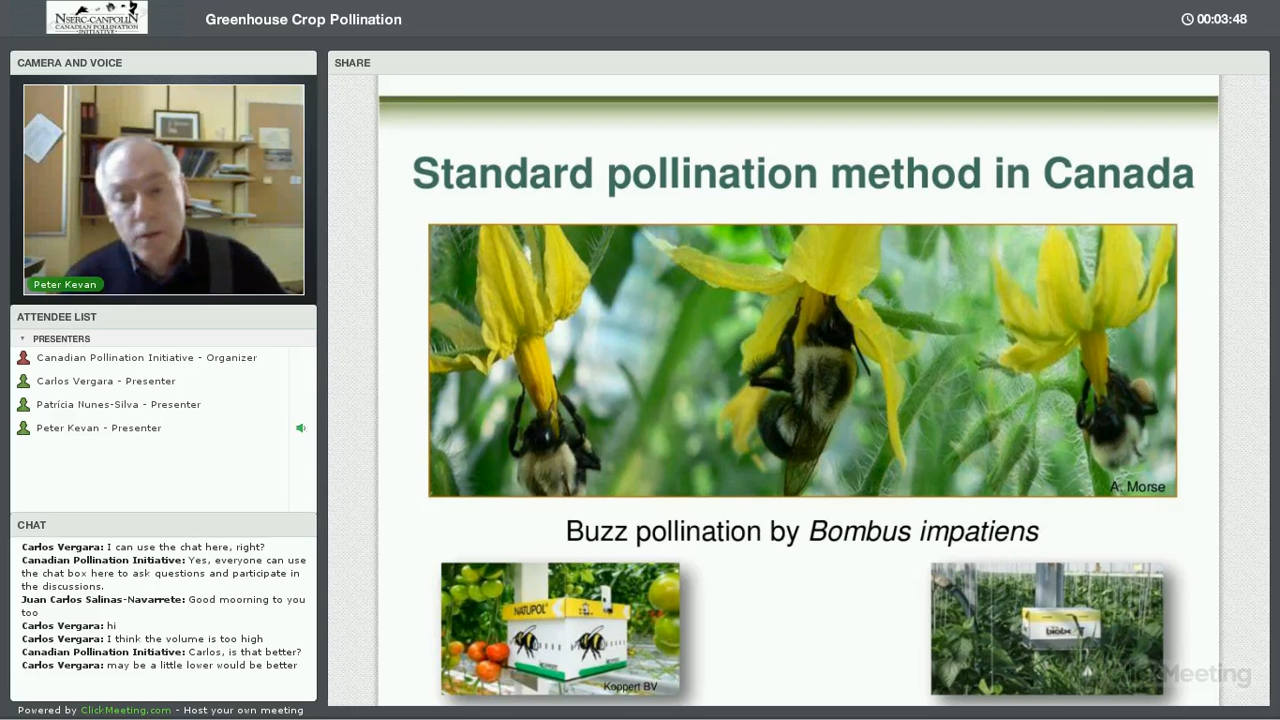 NSERC-CANPOLIN
CANADIAN POLLINATION
INITIATIVE
Greenhouse Crop Pollination
00:03:48
CAMERA AND VOICE
Peter Kevan
ATTENDEE LIST
PRESENTERS
Canadian Pollination Initiative - Organizer
Carlos Vergara - Presenter
Patrícia Nunes-Silva - Presenter
Peter Kevan - Presenter
CHAT
Carlos Vergara: I can use the chat here, right?
Canadian Pollination Initiative: Yes, everyone can use
the chat box here to ask questions and participate in
the discussions.
Juan Carlos Salinas-Navarrete: Good moorning to you
too
Carlos Vergara: hi
Carlos Vergara: I think the volume is too high
Canadian Pollination Initiative: Carlos, is that better?
Carlos Vergara: may be a little lower would be better
Powered by ClickMeeting.com - Host your own meeting
SHARE
Standard pollination method in Canada
A. Morse
Buzz pollination by Bombus impatiens
NATUPOL
Koppert BV
Meeting